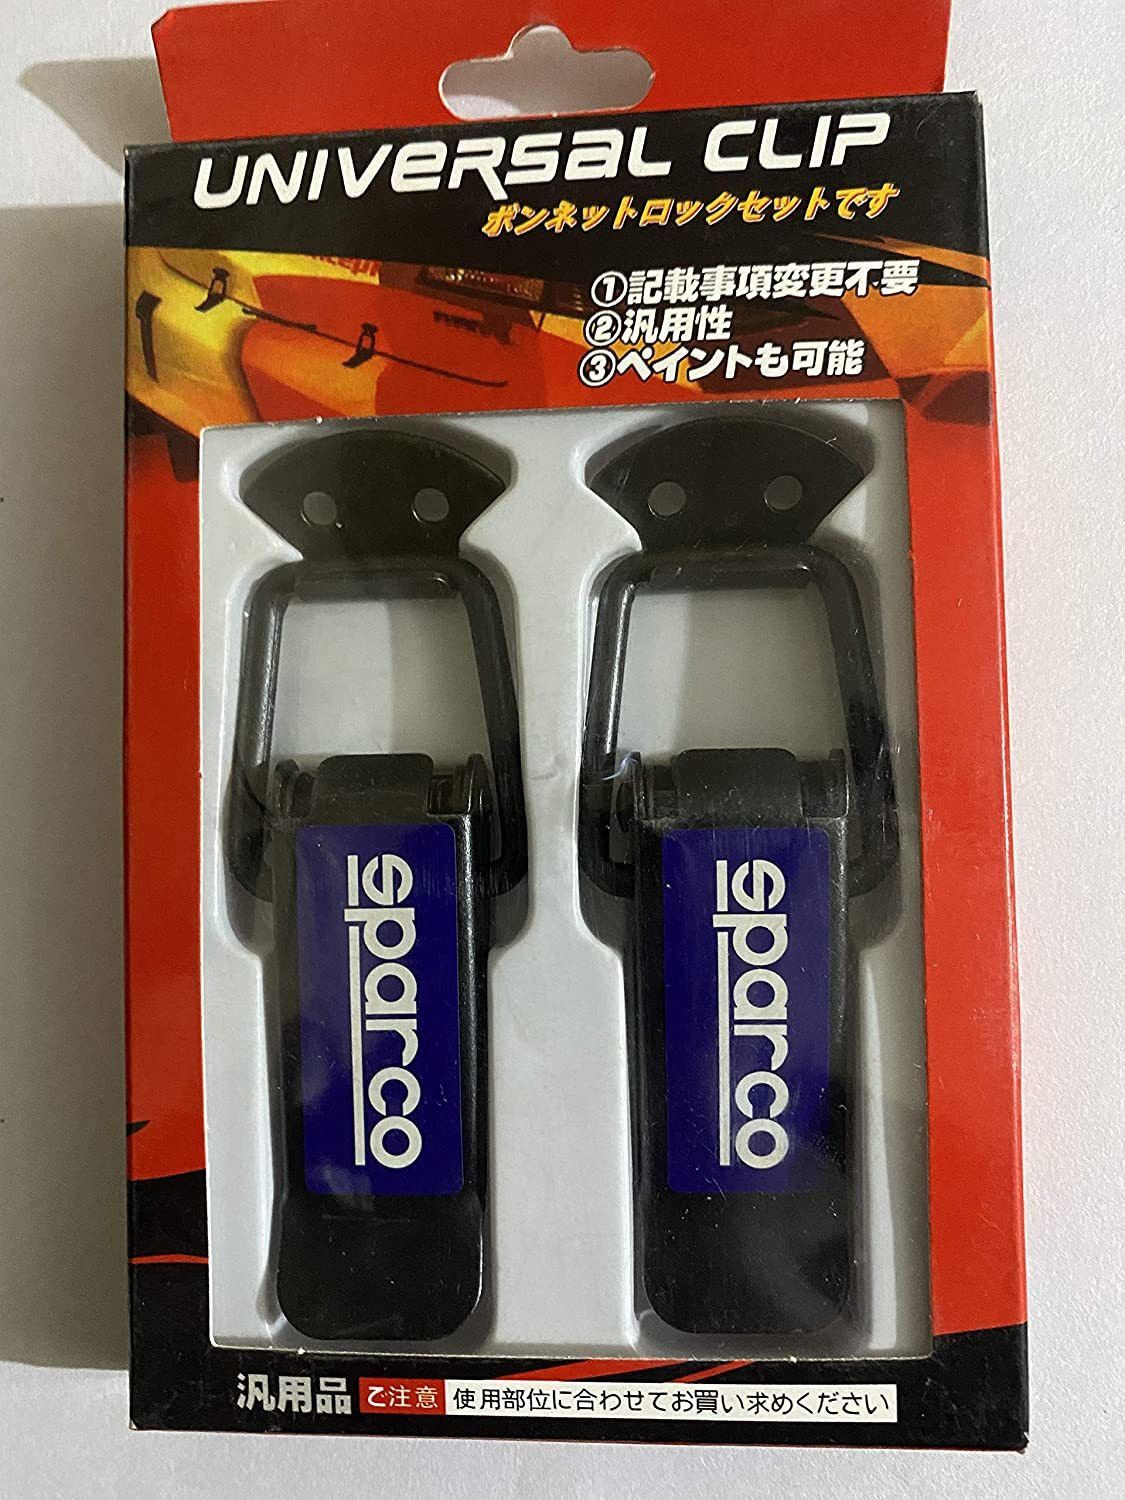 UNIVERSAL CLIP
ボンネットロックセットです
①記載事項変更不要
②汎用性
③ペイントも可能
sparco
sparco
汎用品 ご注意 使用部位に合わせてお買い求めください